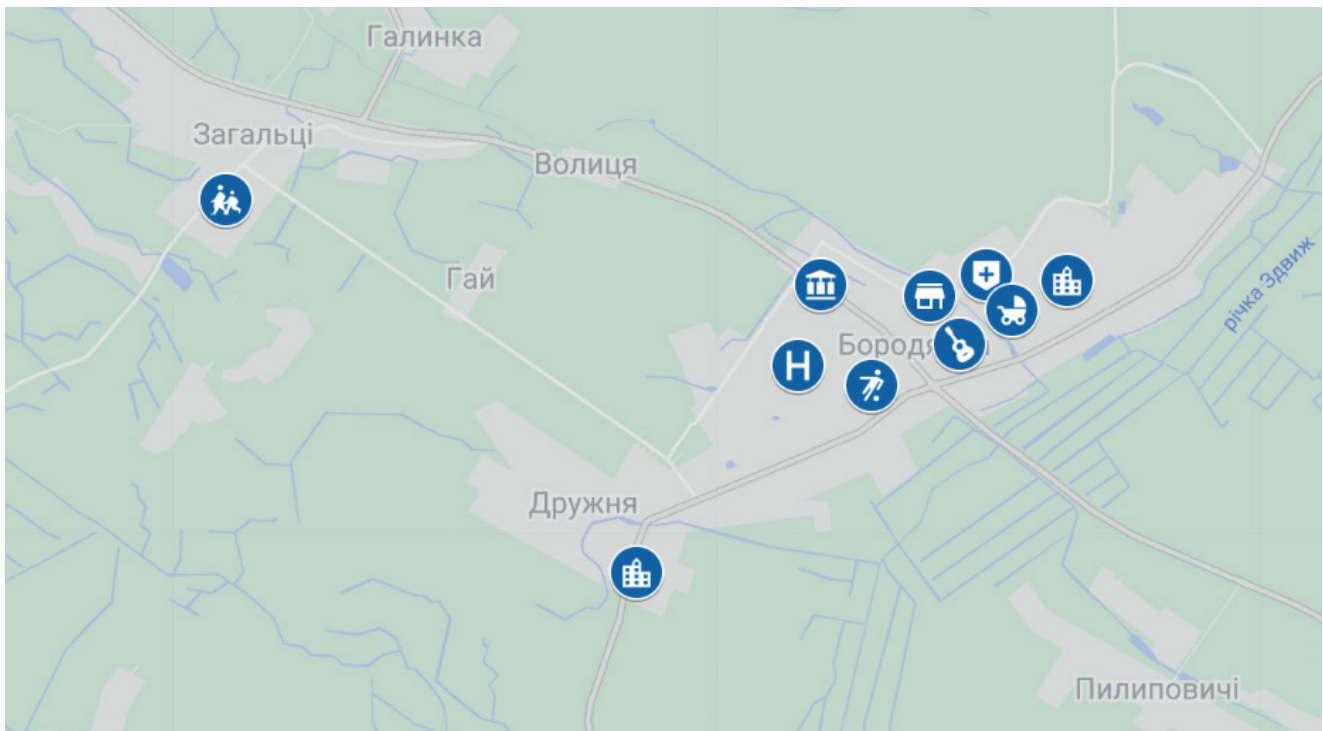 Галинка
Загальці
Волиця
Гай
річка Здвиж
H
Дружня
Пилиповичі